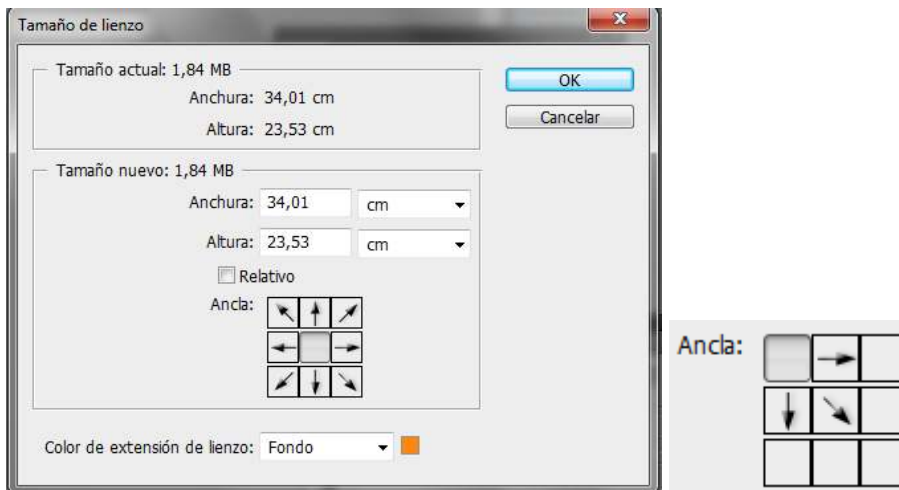 Tamaño de lienzo
Tamaño actual: 1,84 MB
Anchura: 34,01 cm
Altura: 23,53 cm
OK
Cancelar
Tamaño nuevo: 1,84 MB
Anchura: 34,01 cm
Altura: 23,53 cm
Relativo
Ancla:
Color de extensión de lienzo: Fondo
Ancla: